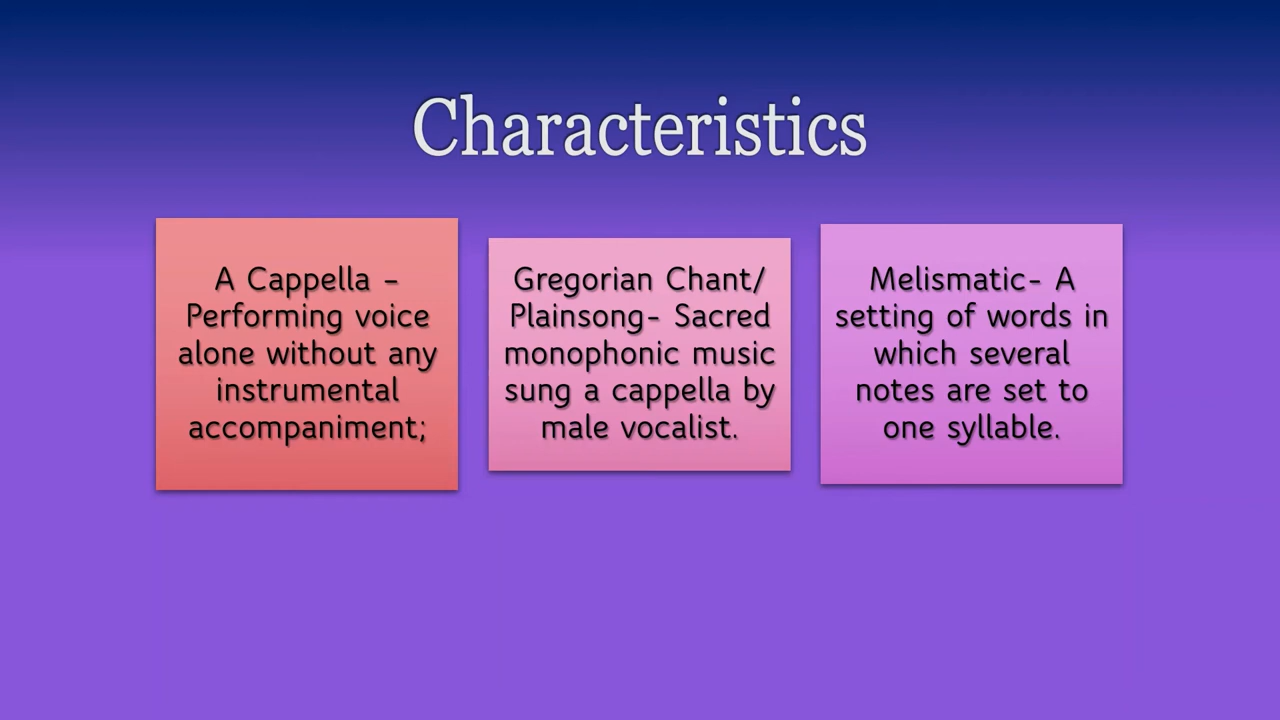 Characteristics
A Cappella –
Performing voice
alone without any
instrumental
accompaniment;
Gregorian Chant/
Plainsong- Sacred
monophonic music
sung a cappella by
male vocalist.
Melismatic- A
setting of words in
which several
notes are set to
one syllable.